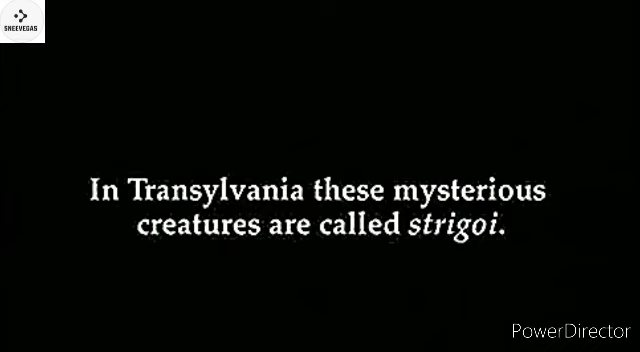 SNEEVEGAS
In Transylvania these mysterious
creatures are called strigoi.
PowerDirector